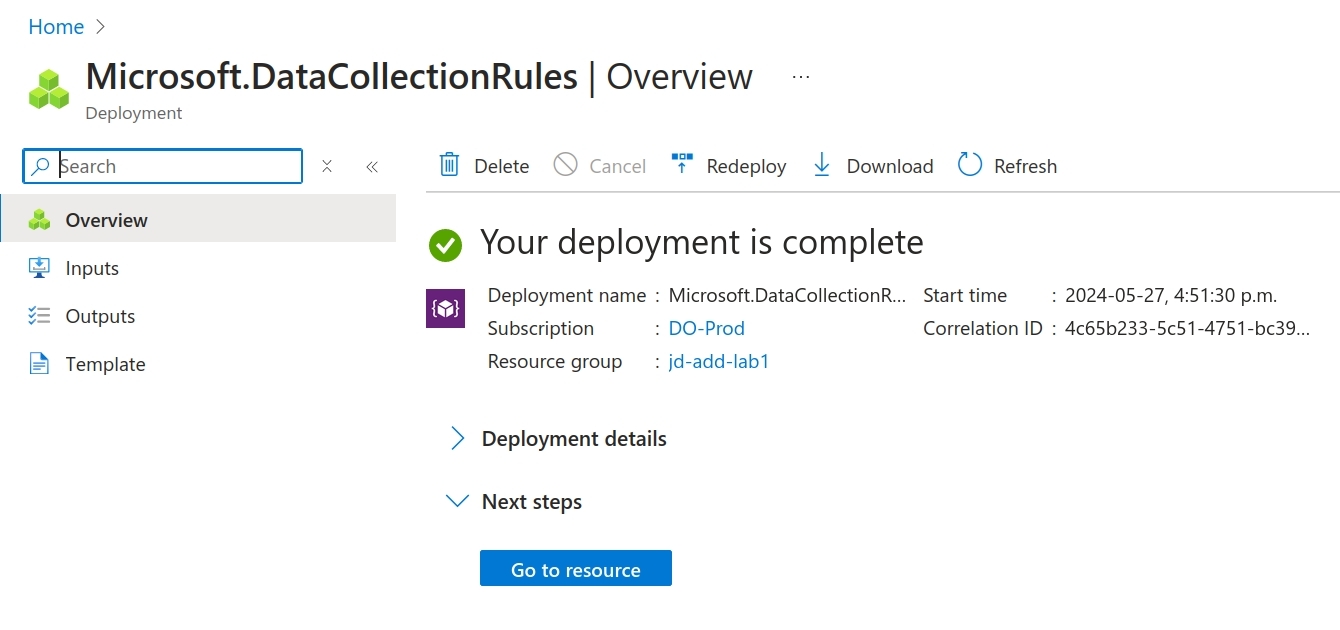 Home
Microsoft.DataCollectionRules | Overview ...
Deployment
Search
Overview
Inputs
Outputs
Template
Delete Cancel Redeploy Download Refresh
Your deployment is complete
Deployment name : Microsoft.DataCollectionR... Start time : 2024-05-27, 4:51:30 p.m.
Subscription : DO-Prod Correlation ID : 4c65b233-5c51-4751-bc39...
Resource group : jd-add-lab1
Deployment details
Next steps
Go to resource